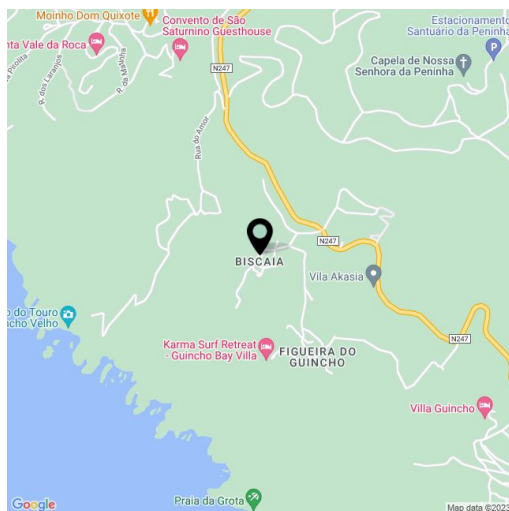 Moinho Dom Quixote
Convento de São
Saturnino Guesthouse
Estacionamento
Santuário da Peninha
P
nta Vale da Roca
R. dos Laranjos
R. da Malinha
Capela de Nossa
Senhora da Peninha
N247
Rua do Amor
N247
BISCAIA
Vila Akasia
o do Touro
ncho Velho
Karma Surf Retreat
- Guincho Bay Villa
FIGUEIRA DO
GUINCHO
N247
Villa Guincho
Praia da Grota
Google
Map data ©2023